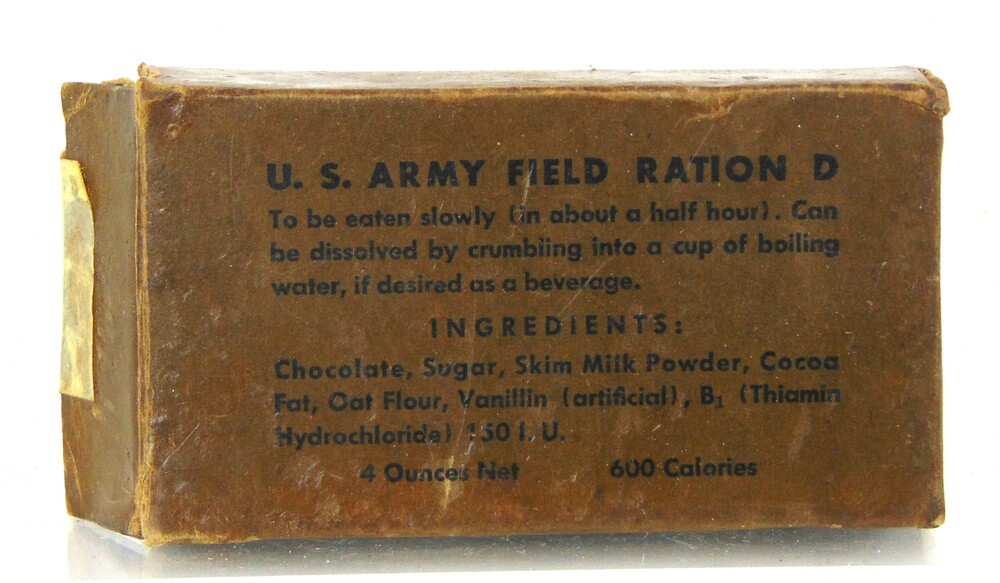 U. S. ARMY FIELD RATION D
To be eaten slowly (in about a half hour). Can
be dissolved by crumbling into a cup of boiling
water, if desired as a beverage.
INGREDIENTS:
Chocolate, Sugar, Skim Milk Powder, Cocoa
Fat, Oat Flour, Vanillin (artificial), B₁ (Thiamin
Hydrochloride) 150 I. U.
4 Ounces Net 600 Calories